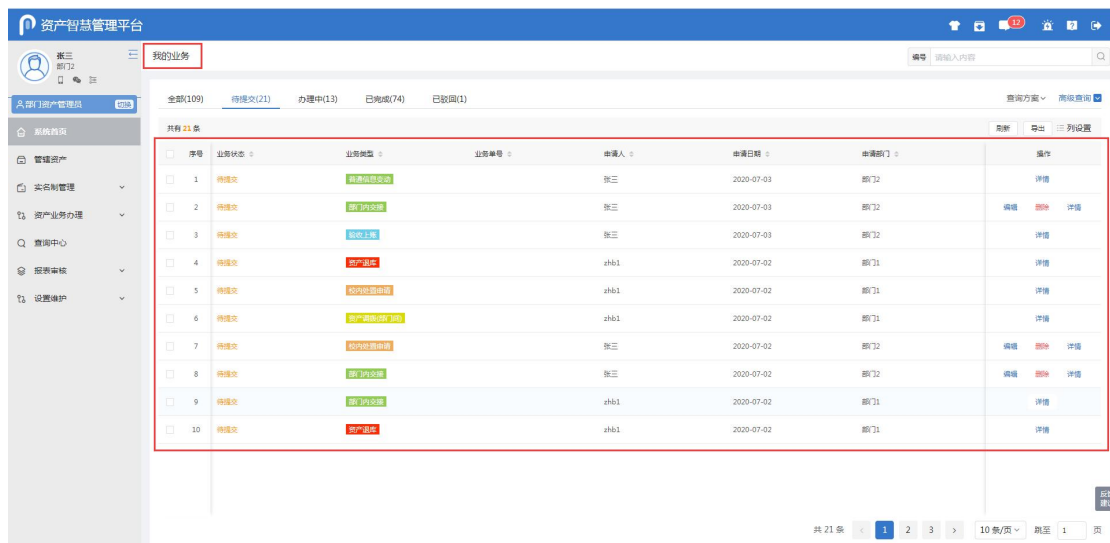 资产智慧管理平台 12
张三
部门2
部门资产管理员 切换
系统首页
管辖资产
实名制管理
资产业务办理
查询中心
报表审核
设置维护
我的业务 编号 请输入内容
全部(109) 待提交(21) 办理中(13) 已完成(74) 已驳回(1) 查询方案 高级查询
共有 21 条 刷新 导出 列设置
序号 业务状态 业务类型 业务单号 申请人 申请日期 申请部门 操作
1 待提交 普通信息变动 张三 2020-07-03 部门2 详情
2 待提交 部门内交接 张三 2020-07-03 部门2 编辑 删除 详情
3 待提交 验收上账 张三 2020-07-03 部门2 详情
4 待提交 资产退库 zhb1 2020-07-02 部门1 详情
5 待提交 校内处置申请 zhb1 2020-07-02 部门1 详情
6 待提交 资产调拨(部门间) zhb1 2020-07-02 部门1 详情
7 待提交 校内处置申请 张三 2020-07-02 部门2 编辑 删除 详情
8 待提交 部门内交接 张三 2020-07-02 部门2 编辑 删除 详情
9 待提交 部门内交接 zhb1 2020-07-02 部门1 详情
10 待提交 资产退库 zhb1 2020-07-02 部门1 详情
共 21 条 1 2 3 10 条/页 跳至 1 页